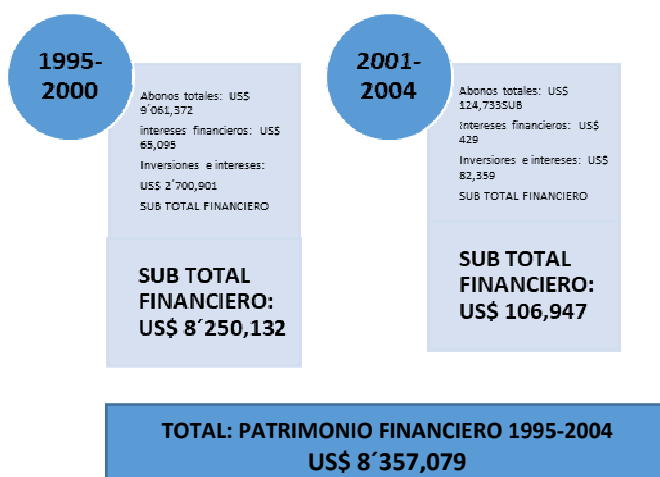 1995-
2000
Abonos totales: US$
9´061,372
intereses financieros: US$
65,095
Inversiones e intereses:
US$ 2´700,901
SUB TOTAL FINANCIERO
SUB TOTAL
FINANCIERO:
US$ 8´250,132
2001-
2004
Abonos totales: US$
124,733SUB
intereses financieros: US$
429
Inversiores e intereses: US$
82,359
SUB TOTAL FINANCIERO
SUB TOTAL
FINANCIERO:
US$ 106,947
TOTAL: PATRIMONIO FINANCIERO 1995-2004
US$ 8´357,079